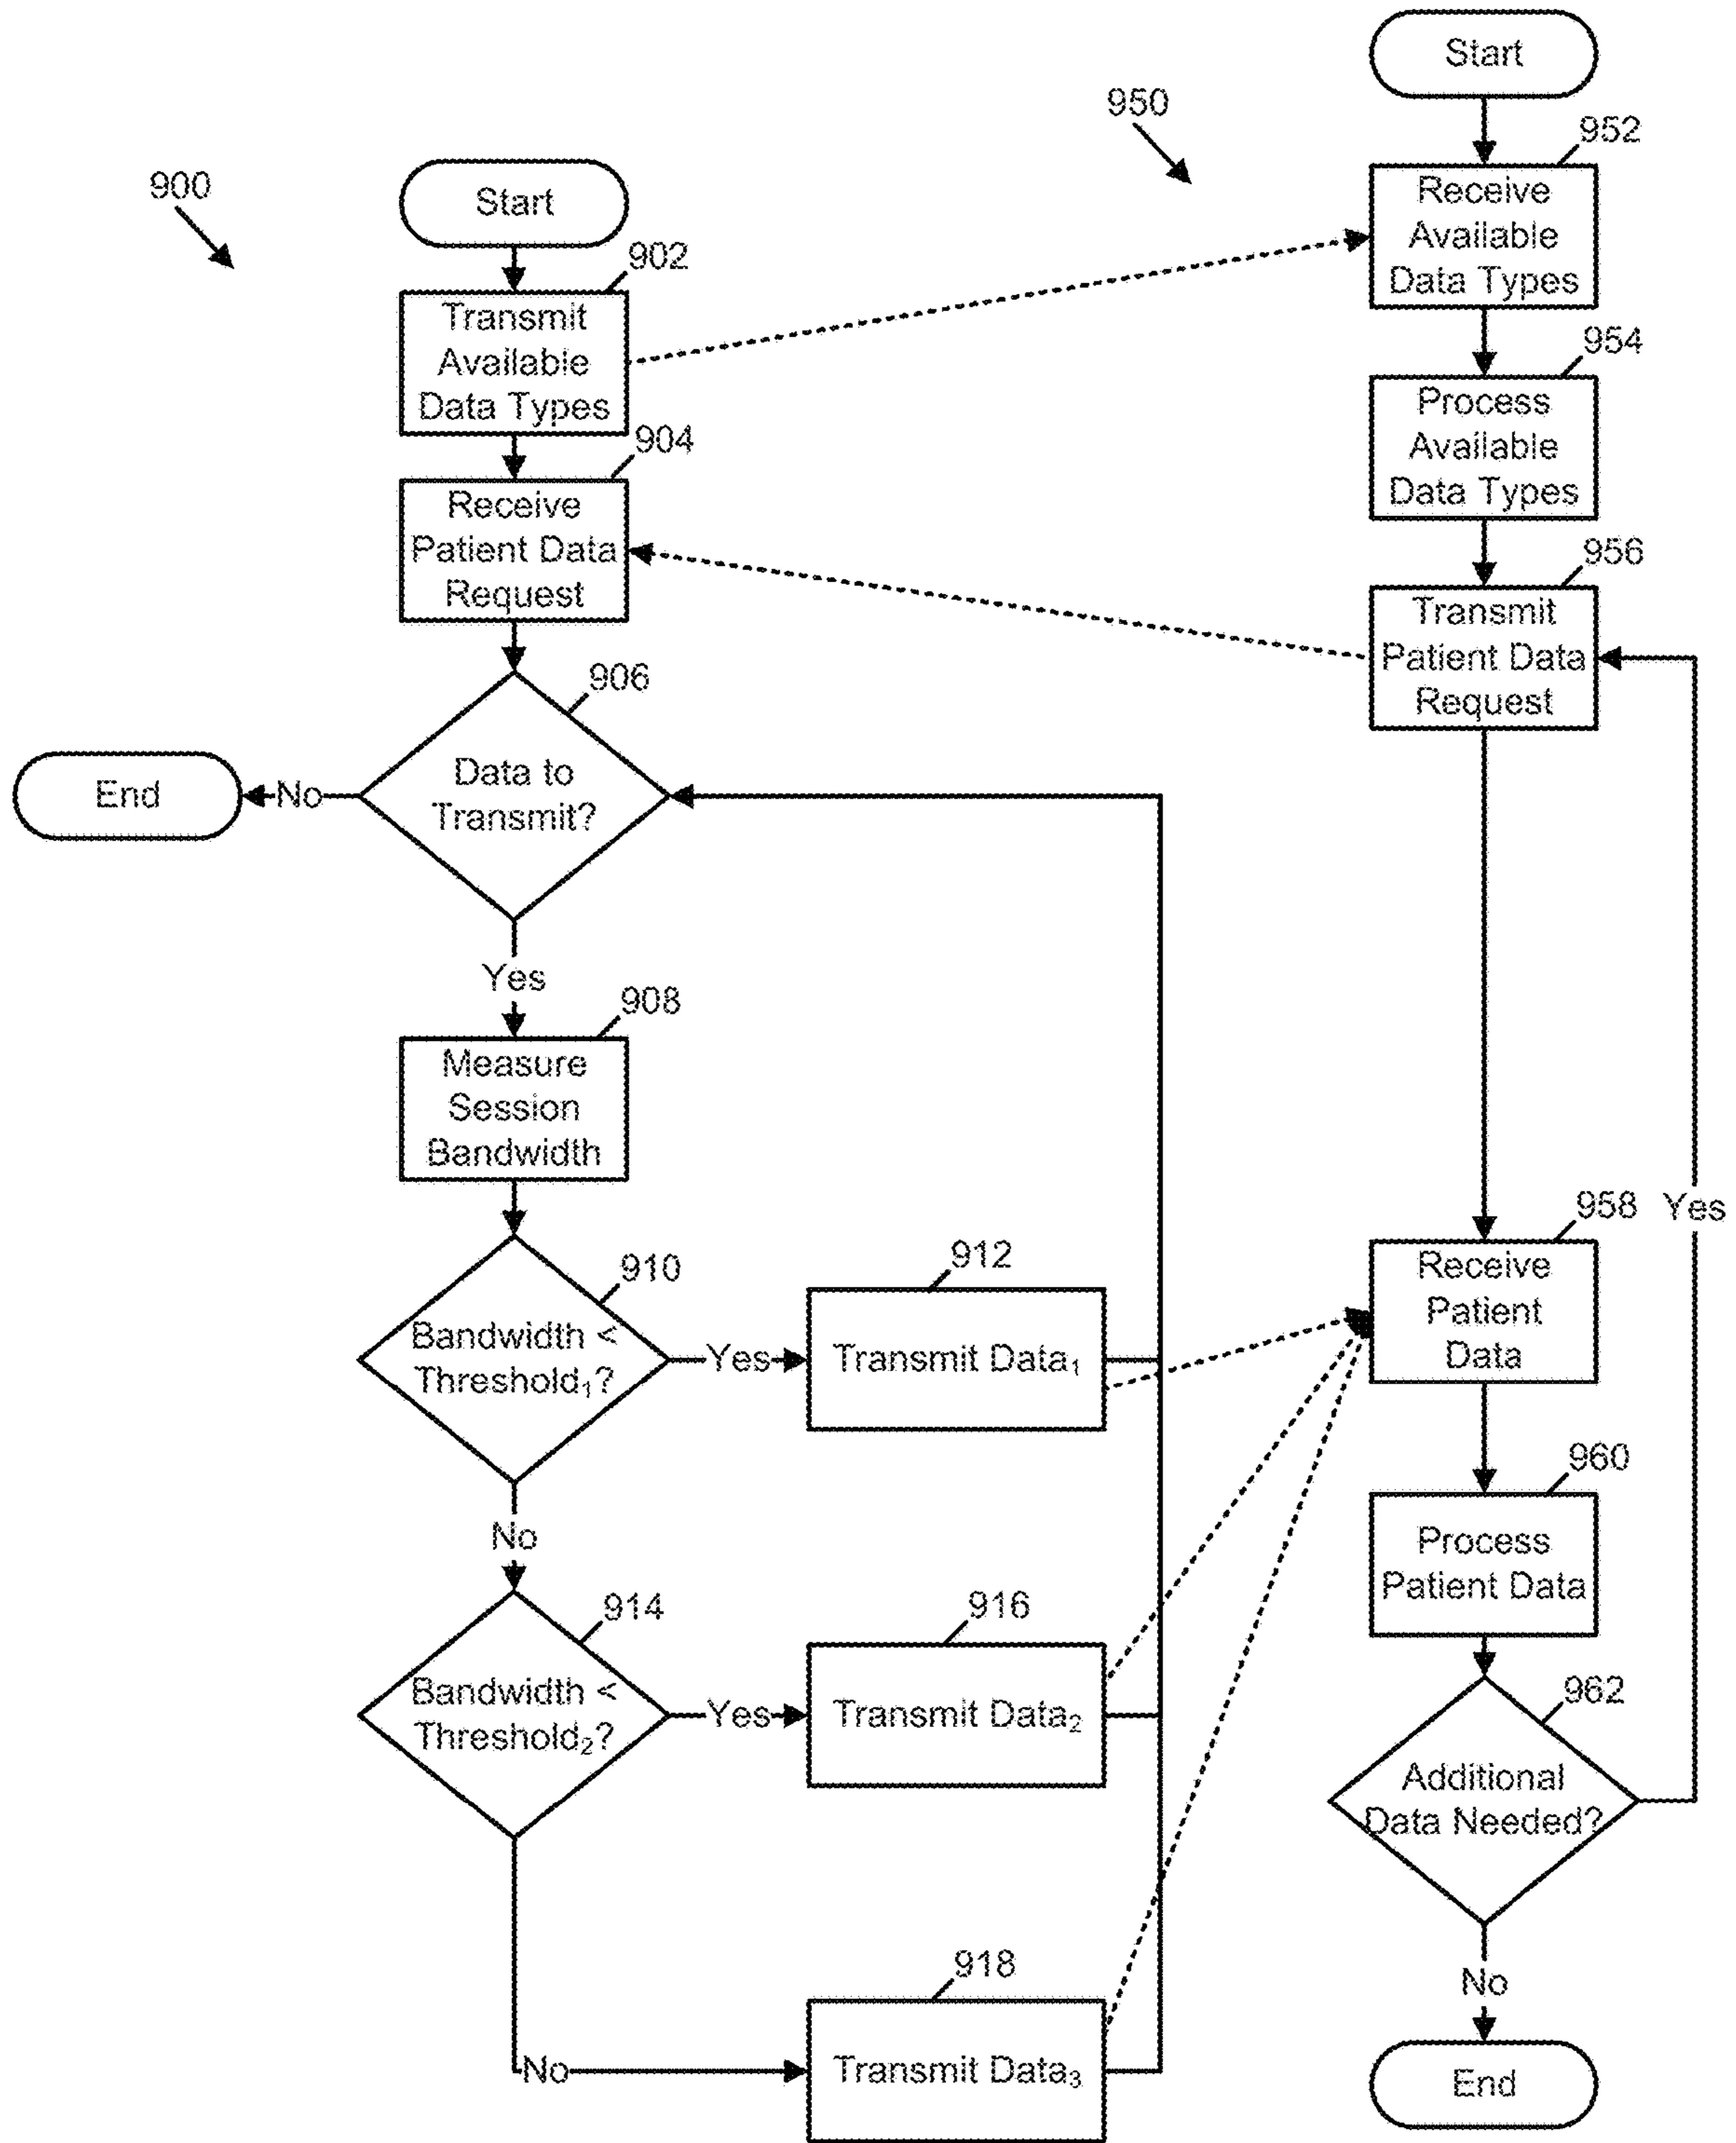 900
Start
902
Transmit
Available
Data Types
904
Receive
Patient Data
Request
906
Data to
Transmit?
No
End
Yes
908
Measure
Session
Bandwidth
910
Bandwidth <
Threshold₁?
Yes
912
Transmit Data₁
No
914
Bandwidth <
Threshold₂?
Yes
916
Transmit Data₂
No
918
Transmit Data₃
950
Start
952
Receive
Available
Data Types
954
Process
Available
Data Types
956
Transmit
Patient Data
Request
958
Receive
Patient
Data
960
Process
Patient Data
962
Additional
Data Needed?
Yes
No
End